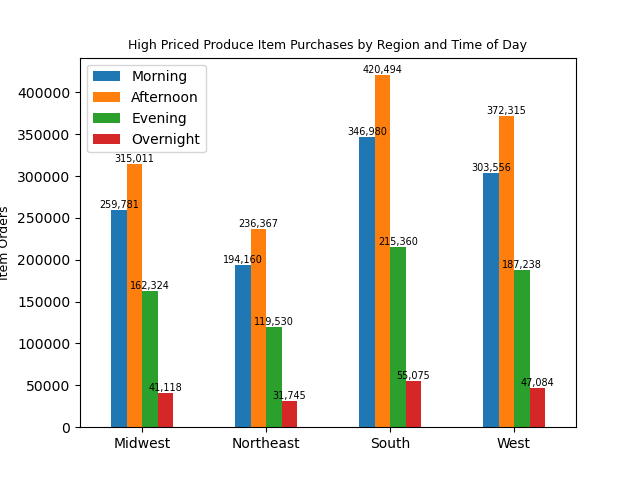 High Priced Produce Item Purchases by Region and Time of Day
Morning
Afternoon
Evening
Overnight
Item Orders
400000
350000
300000
250000
200000
150000
100000
50000
0
259,781
315,011
162,324
41,118
194,160
236,367
119,530
31,745
346,980
420,494
215,360
55,075
303,556
372,315
187,238
47,084
Midwest
Northeast
South
West